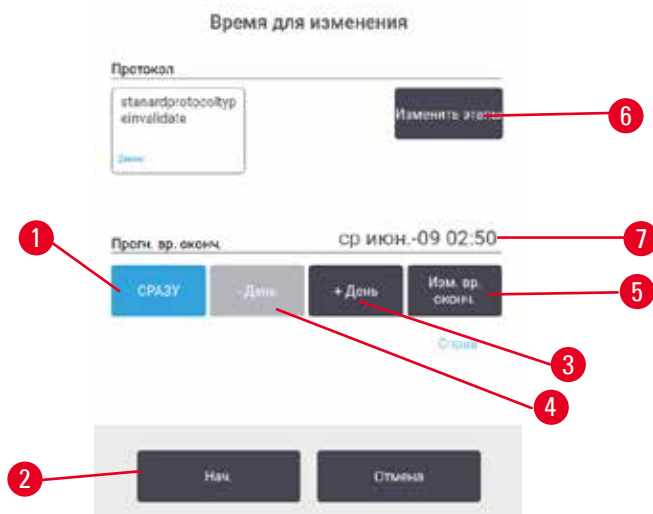 Время для изменения
Протокол
stanardprotocoltyp
einvalidate
Изменить этапы
6
1
Прогн. вр. оконч.
ср июн.-09 02:50
7
СРАЗУ
- День
+ День
Изм. вр.
оконч.
5
Справ
3
4
2
Нач.
Отмена